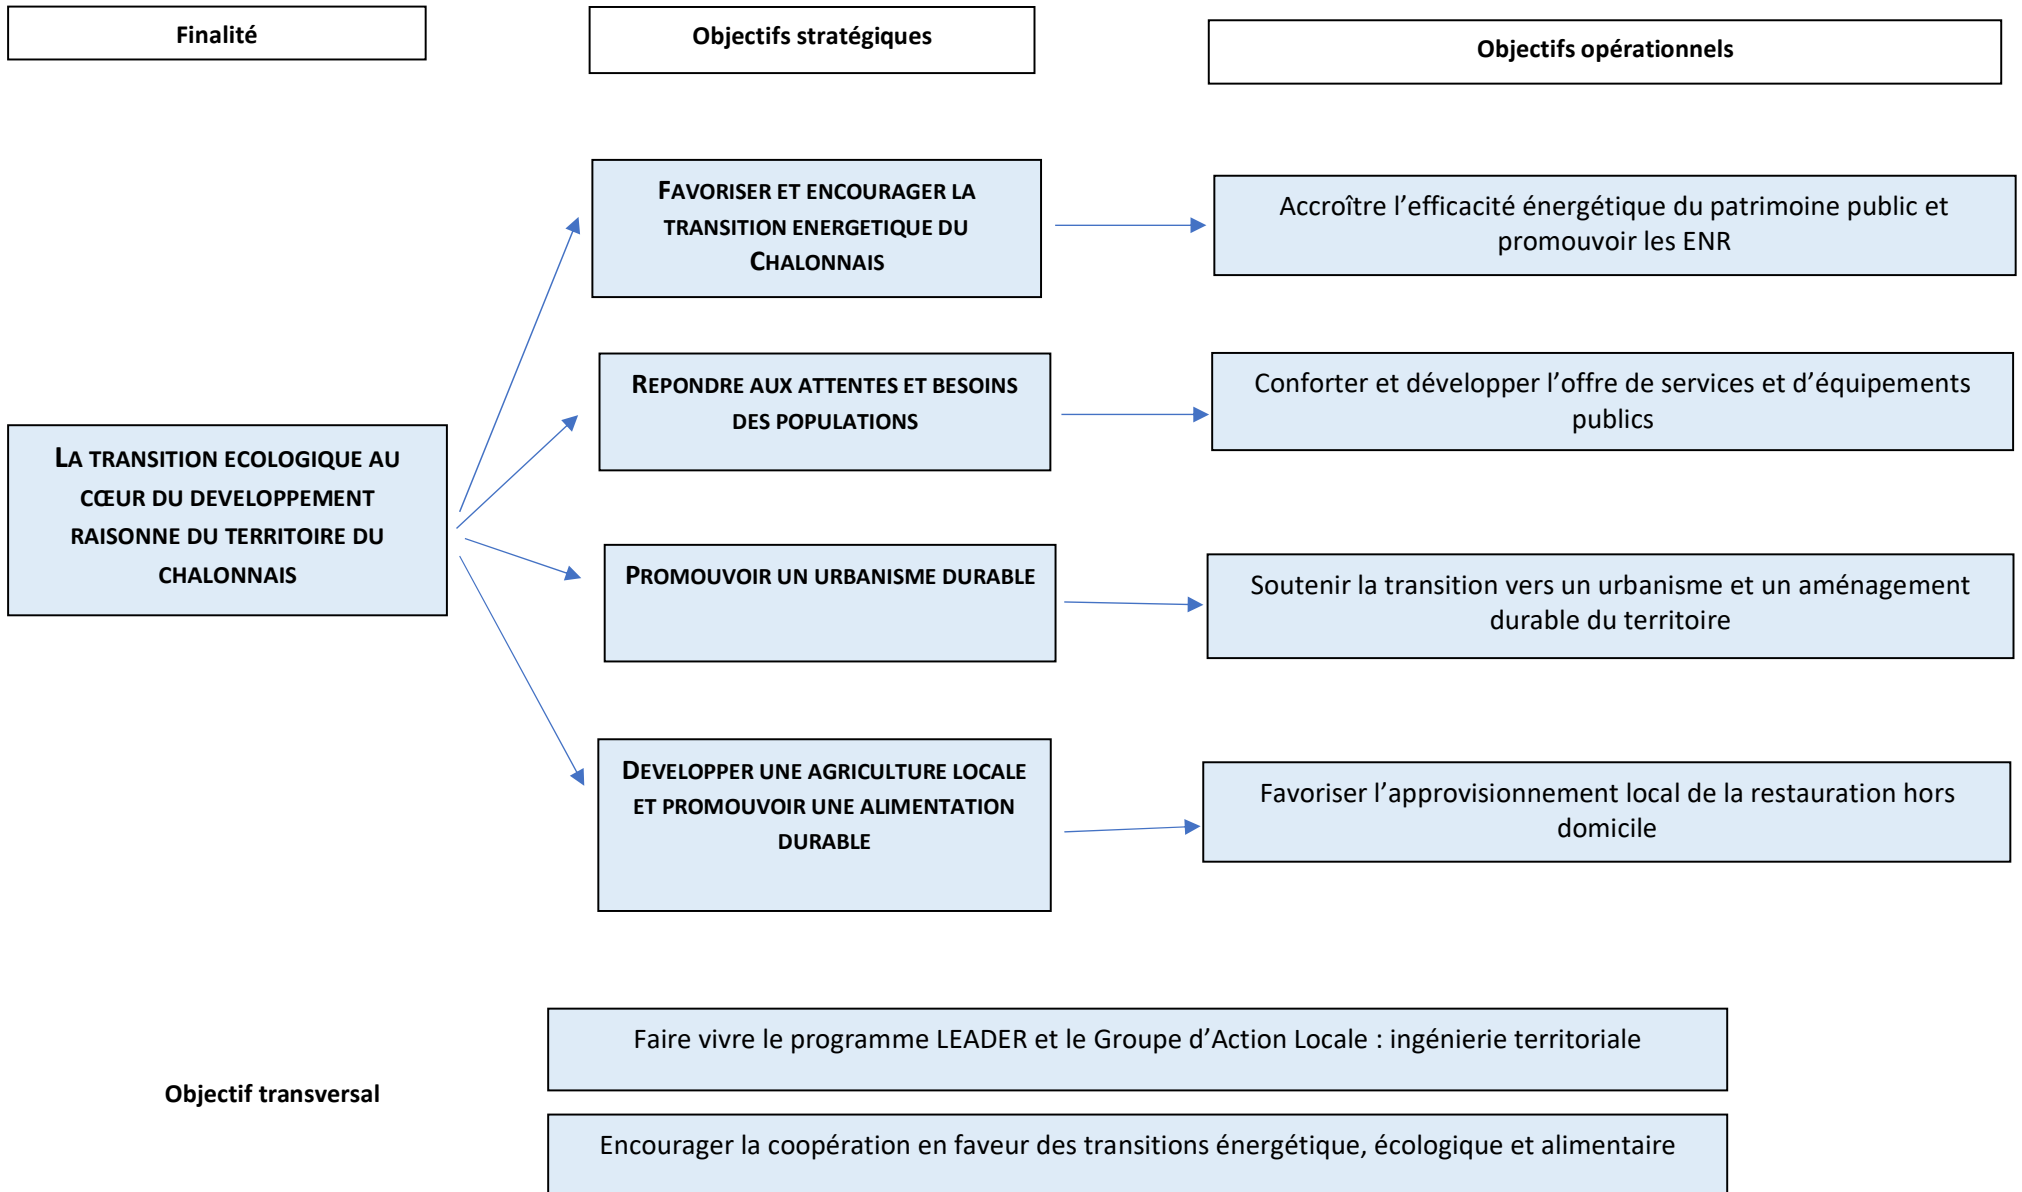 Finalité
Objectifs stratégiques
Objectifs opérationnels
FAVORISER ET ENCOURAGER LA
TRANSITION ENERGETIQUE DU
CHALONNAIS
Accroître l’efficacité énergétique du patrimoine public et
promouvoir les ENR
REPONDRE AUX ATTENTES ET BESOINS
DES POPULATIONS
Conforter et développer l’offre de services et d’équipements
publics
LA TRANSITION ECOLOGIQUE AU
CŒUR DU DEVELOPPEMENT
RAISONNE DU TERRITOIRE DU
CHALONNAIS
PROMOUVOIR UN URBANISME DURABLE
Soutenir la transition vers un urbanisme et un aménagement
durable du territoire
DEVELOPPER UNE AGRICULTURE LOCALE
ET PROMOUVOIR UNE ALIMENTATION
DURABLE
Favoriser l’approvisionnement local de la restauration hors
domicile
Objectif transversal
Faire vivre le programme LEADER et le Groupe d’Action Locale : ingénierie territoriale
Encourager la coopération en faveur des transitions énergétique, écologique et alimentaire